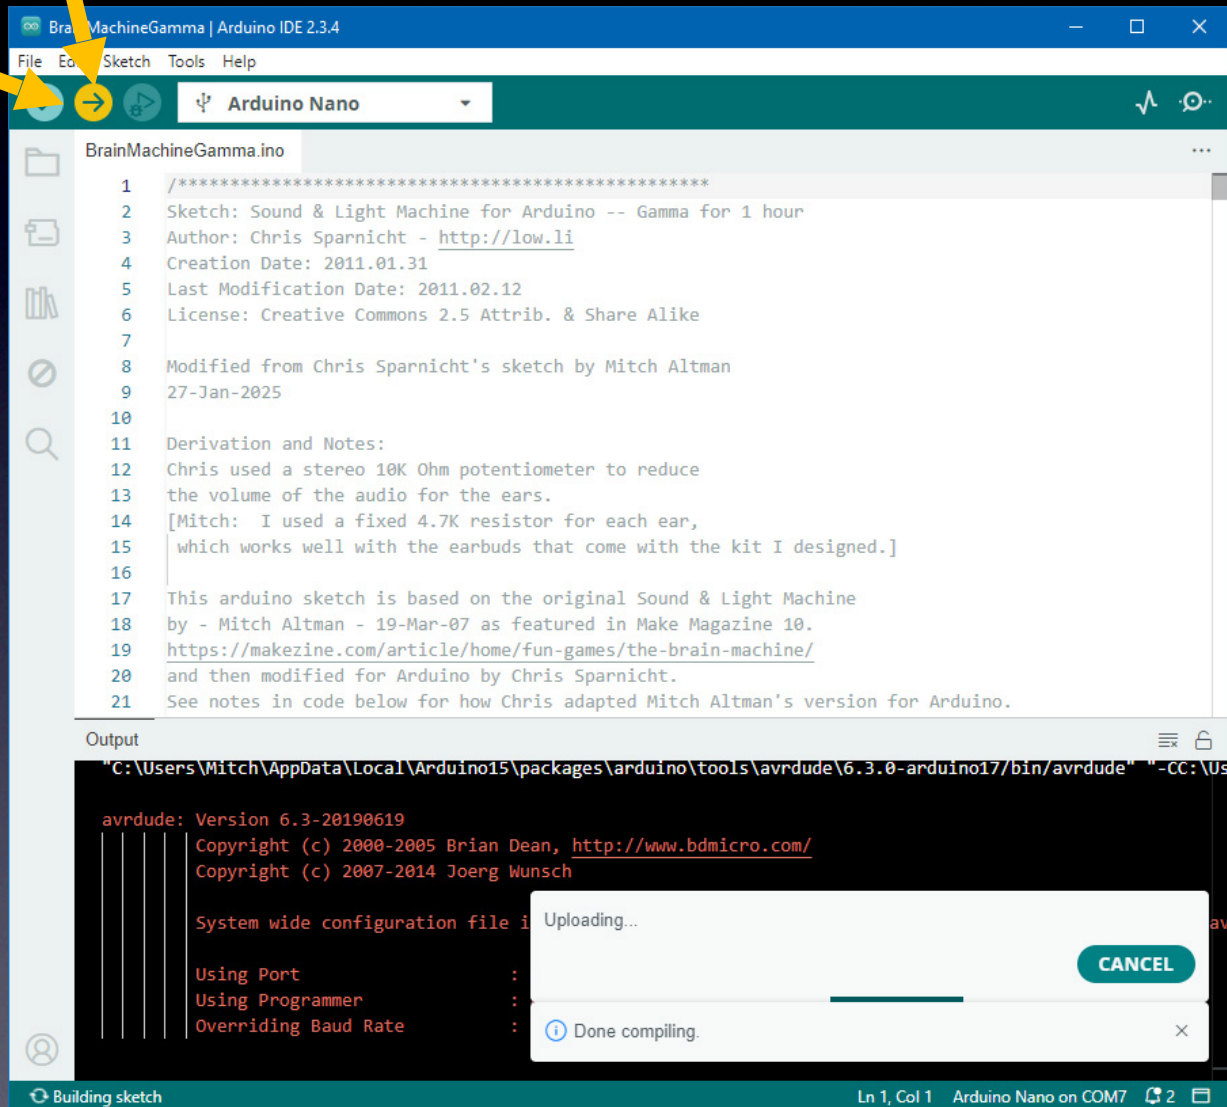 BrainMachineGamma | Arduino IDE 2.3.4
File Sketch Tools Help
Arduino Nano
BrainMachineGamma.ino
1 /***************************************************
2 Sketch: Sound & Light Machine for Arduino -- Gamma for 1 hour
3 Author: Chris Sparnicht - http://low.li
4 Creation Date: 2011.01.31
5 Last Modification Date: 2011.02.12
6 License: Creative Commons 2.5 Attrib. & Share Alike
7
8 Modified from Chris Sparnicht's sketch by Mitch Altman
9 27-Jan-2025
10
11 Derivation and Notes:
12 Chris used a stereo 10K Ohm potentiometer to reduce
13 the volume of the audio for the ears.
14 [Mitch:  I used a fixed 4.7K resistor for each ear,
15  which works well with the earbuds that come with the kit I designed.]
16
17 This arduino sketch is based on the original Sound & Light Machine
18 by - Mitch Altman - 19-Mar-07 as featured in Make Magazine 10.
19 https://makezine.com/article/home/fun-games/the-brain-machine/
20 and then modified for Arduino by Chris Sparnicht.
21 See notes in code below for how Chris adapted Mitch Altman's version for Arduino.
Output
"C:\Users\Mitch\AppData\Local\Arduino15\packages\arduino\tools\avrdude\6.3.0-arduino17/bin/avrdude" "-CC:\Us
avrdude: Version 6.3-20190619
Copyright (c) 2000-2005 Brian Dean, http://www.bdmicro.com/
Copyright (c) 2007-2014 Joerg Wunsch
System wide configuration file i av
Using Port :
Using Programmer :
Overriding Baud Rate :
Uploading...
CANCEL
Done compiling.
Building sketch
Ln 1, Col 1 Arduino Nano on COM7 2